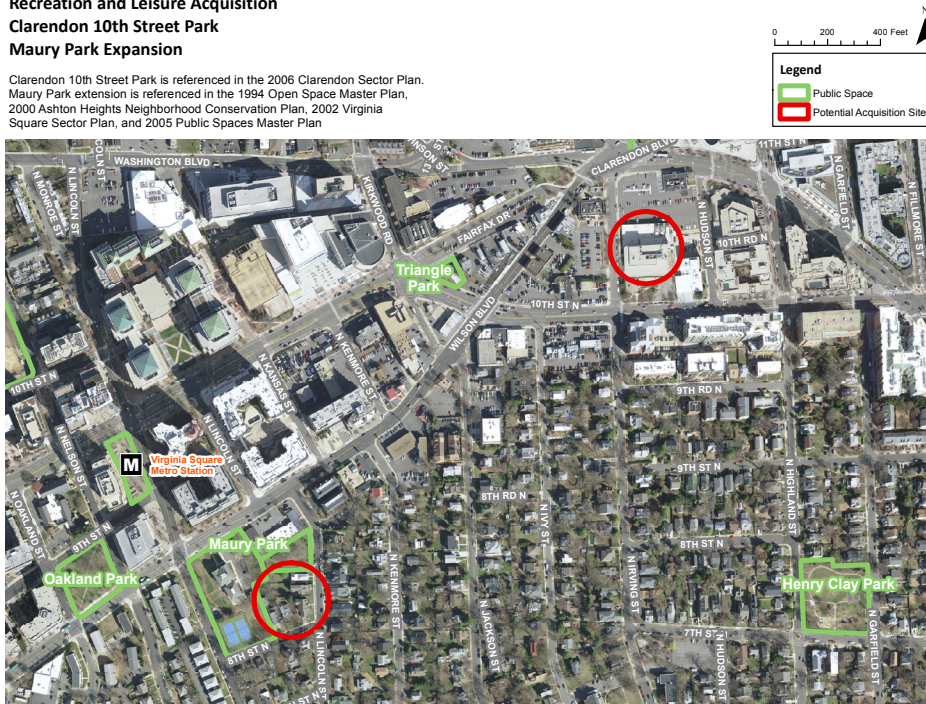 Recreation and Leisure Acquisition
Clarendon 10th Street Park
Maury Park Expansion
Clarendon 10th Street Park is referenced in the 2006 Clarendon Sector Plan.
Maury Park extension is referenced in the 1994 Open Space Master Plan,
2000 Ashton Heights Neighborhood Conservation Plan, 2002 Virginia
Square Sector Plan, and 2005 Public Spaces Master Plan
0 200 400 Feet
Legend
Public Space
Potential Acquisition Site
WASHINGTON BLVD
CLARENDON BLVD
11TH ST N
N MONROE ST
N LINCOLN ST
COLN ST
KIRKWOOD RD
13
FAIRFAX DR
N HUDSON ST
10TH RD N
N GARFIELD ST
N FILLMORE ST
Triangle
Park
10TH ST N
WILSON BLVD
10TH ST N
N KANSAS ST
N KENMORE ST
9TH RD N
N NELSON ST
N LINCOLN ST
M
Virginia Square
Metro Station
9TH ST N
N OAKLAND ST
9TH ST N
8TH RD N
N IVY ST
N HIGHLAND ST
Oakland Park
Maury Park
8TH ST N
Henry Clay Park
N KENMORE ST
N JACKSON ST
N IRVING ST
7TH ST N
N HUDSON ST
N GARFIELD ST
8TH ST N
N LINCOLN ST
ST N